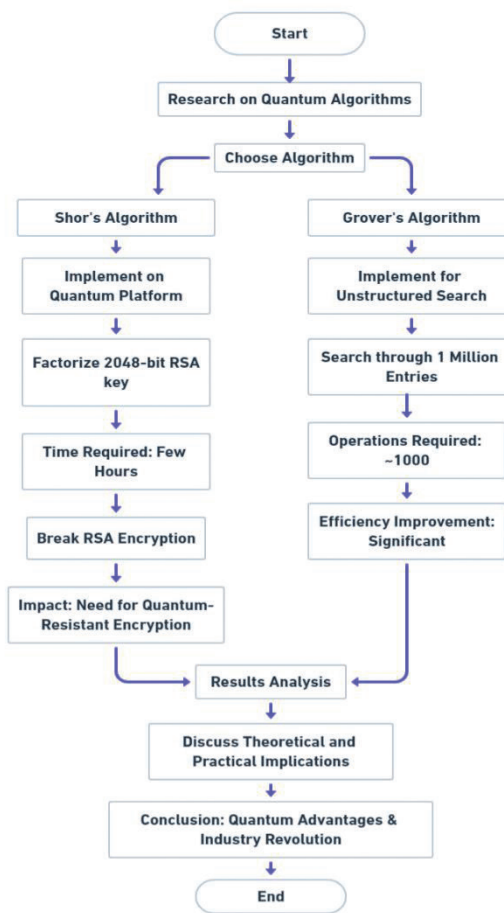 Start
Research on Quantum Algorithms
Choose Algorithm
Shor's Algorithm
Implement on
Quantum Platform
Factorize 2048-bit RSA
key
Time Required: Few
Hours
Break RSA Encryption
Impact: Need for Quantum-
Resistant Encryption
Grover's Algorithm
Implement for
Unstructured Search
Search through 1 Million
Entries
Operations Required:
~1000
Efficiency Improvement:
Significant
Results Analysis
Discuss Theoretical and
Practical Implications
Conclusion: Quantum Advantages &
Industry Revolution
End